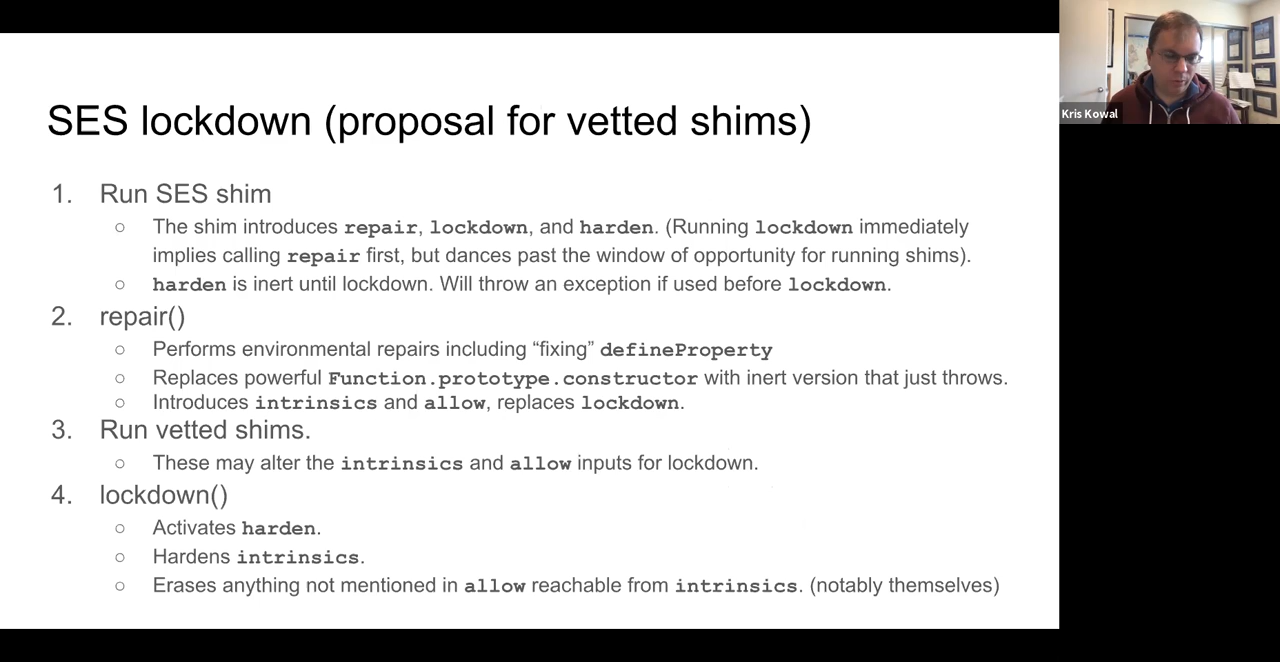 SES lockdown (proposal for vetted shims)
1. Run SES shim
○ The shim introduces repair, lockdown, and harden. (Running lockdown immediately
implies calling repair first, but dances past the window of opportunity for running shims).
○ harden is inert until lockdown. Will throw an exception if used before lockdown.
2. repair()
○ Performs environmental repairs including “fixing” defineProperty
○ Replaces powerful Function.prototype.constructor with inert version that just throws.
○ Introduces intrinsics and allow, replaces lockdown.
3. Run vetted shims.
○ These may alter the intrinsics and allow inputs for lockdown.
4. lockdown()
○ Activates harden.
○ Hardens intrinsics.
○ Erases anything not mentioned in allow reachable from intrinsics. (notably themselves)
Kris Kowal